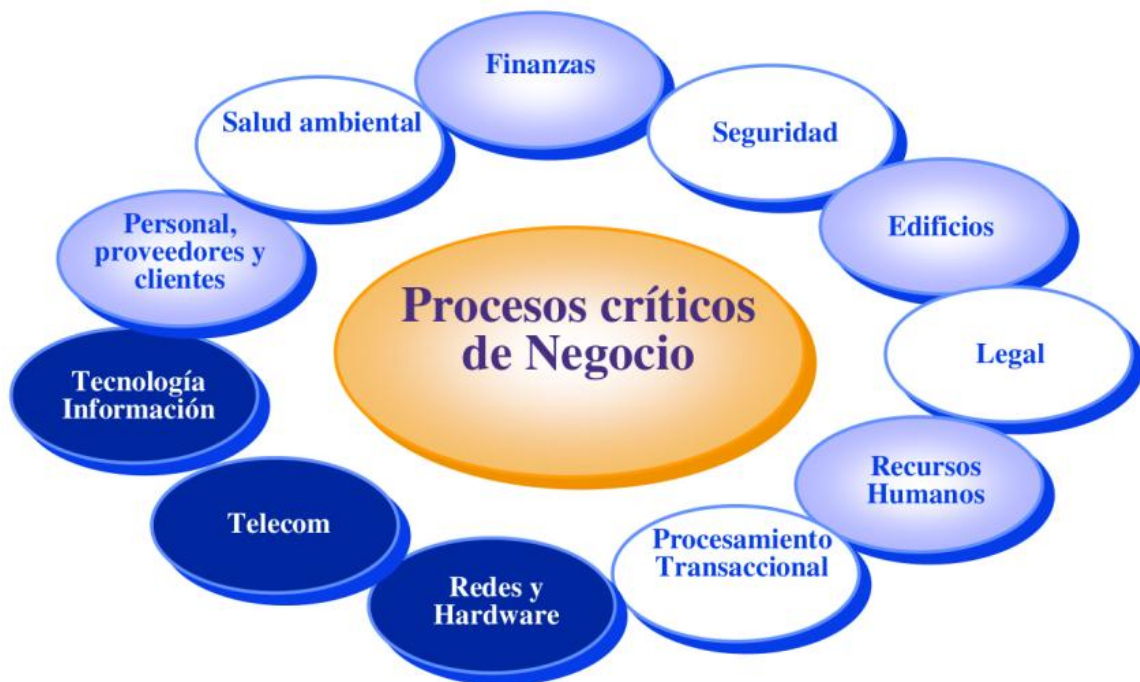 Finanzas
Salud ambiental
Seguridad
Personal,
proveedores y
clientes
Edificios
Procesos críticos
de Negocio
Legal
Tecnología
Información
Recursos
Humanos
Telecom
Procesamiento
Transaccional
Redes y
Hardware